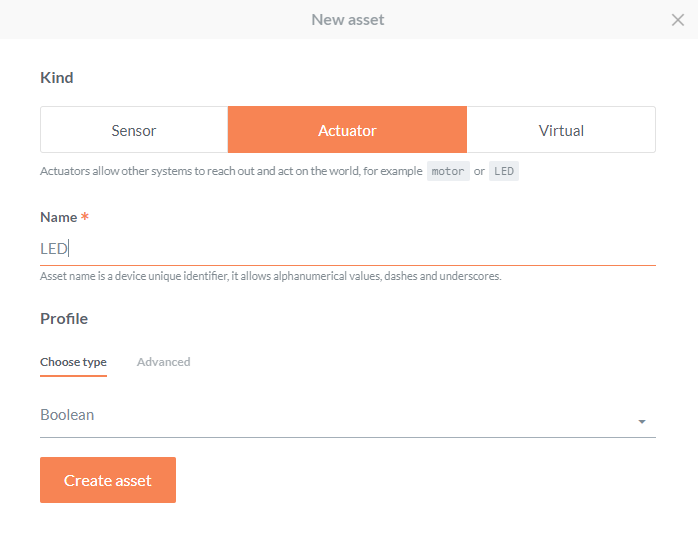 New asset
Kind
Sensor Actuator Virtual
Actuators allow other systems to reach out and act on the world, for example motor or LED
Name *
LED
Asset name is a device unique identifier, it allows alphanumerical values, dashes and underscores.
Profile
Choose type Advanced
Boolean
Create asset